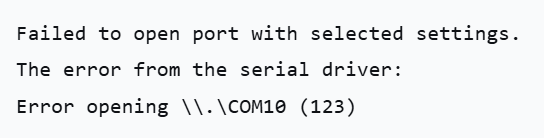 Failed to open port with selected settings.
The error from the serial driver:
Error opening \\.\COM10 (123)